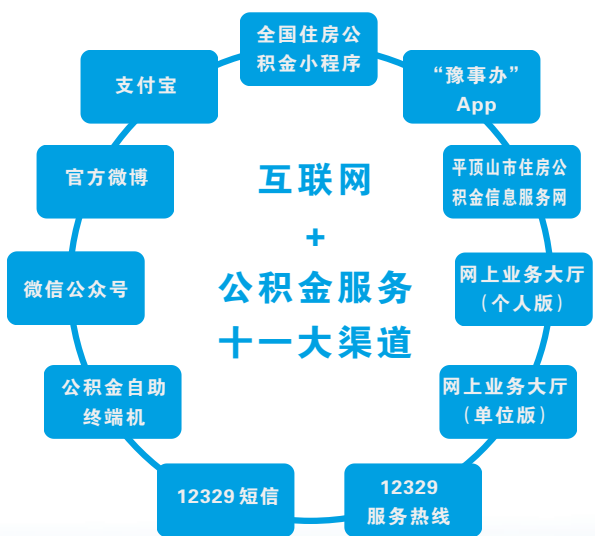 全国住房公
积金小程序
“豫事办”
App
平顶山市住房公
积金信息服务网
网上业务大厅
（个人版）
网上业务大厅
（单位版）
12329
服务热线
12329 短信
公积金自助
终端机
微信公众号
官方微博
支付宝
互联网
+
公积金服务
十一大渠道